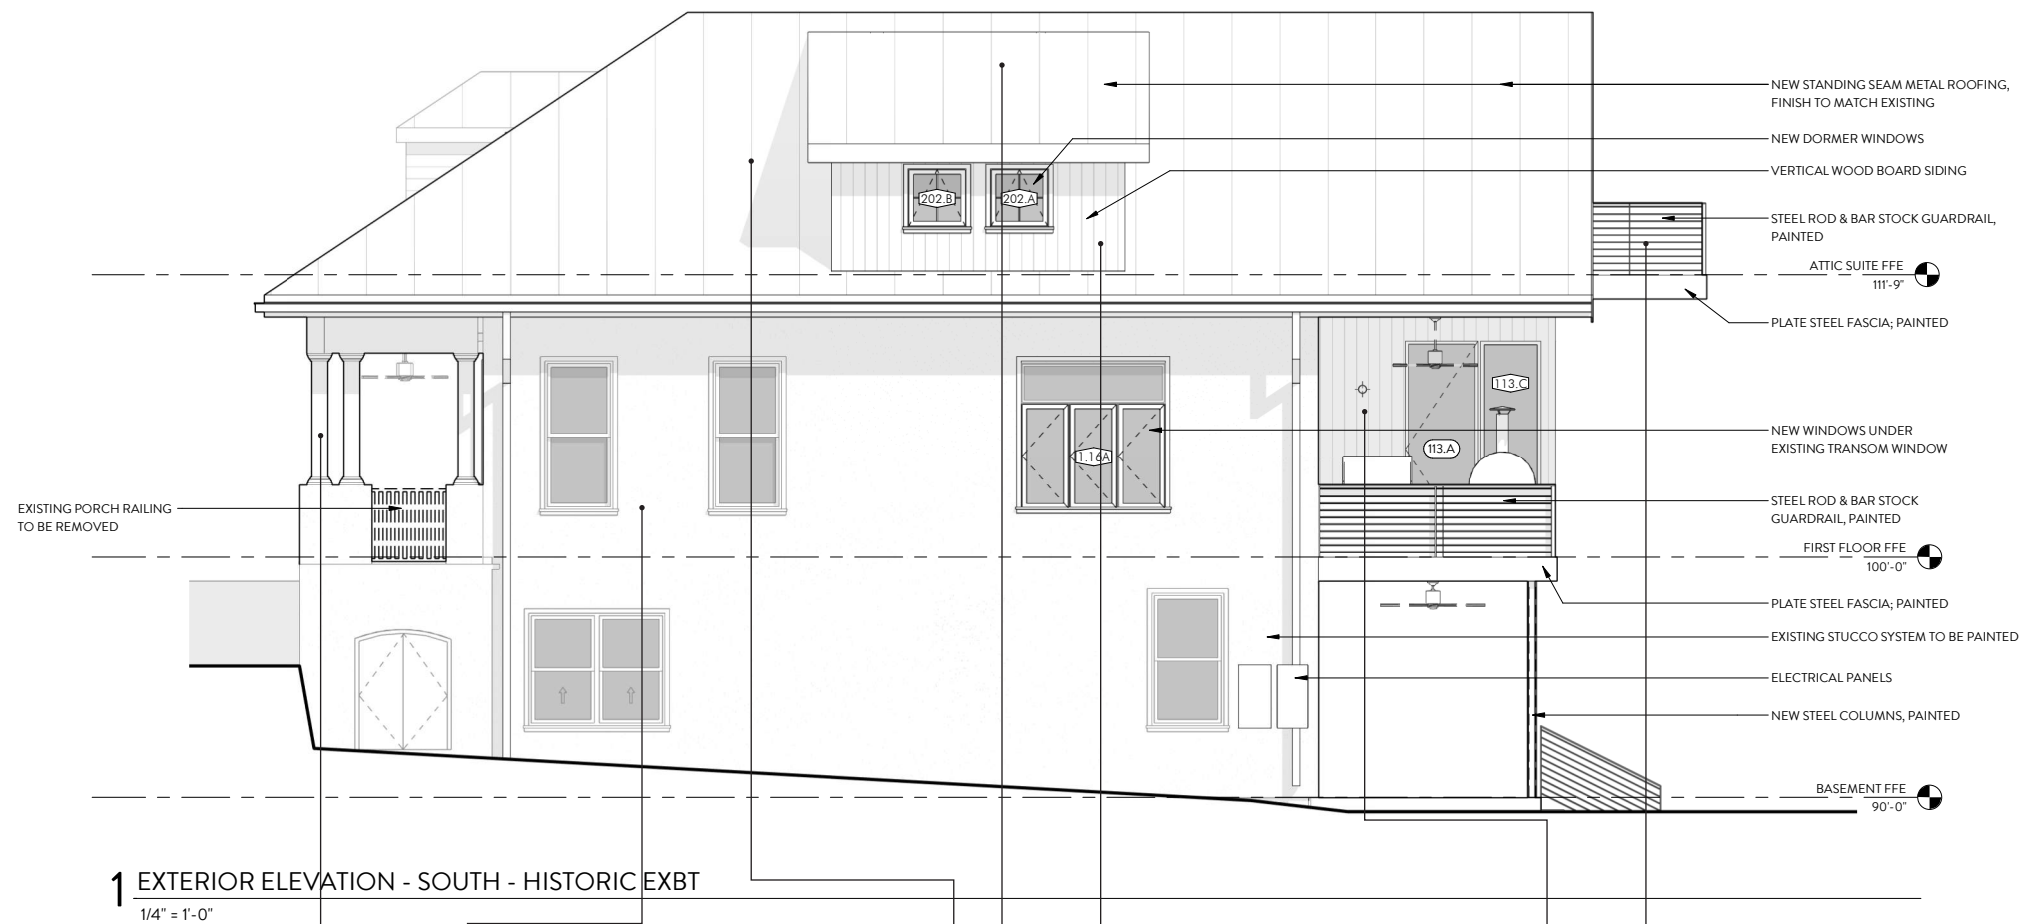 NEW STANDING SEAM METAL ROOFING,
FINISH TO MATCH EXISTING
NEW DORMER WINDOWS
VERTICAL WOOD BOARD SIDING
202.B
202.A
STEEL ROD & BAR STOCK GUARDRAIL,
PAINTED
ATTIC SUITE FFE
111'-9"
PLATE STEEL FASCIA; PAINTED
113.C
NEW WINDOWS UNDER
EXISTING TRANSOM WINDOW
113.A
1.16A
EXISTING PORCH RAILING
TO BE REMOVED
STEEL ROD & BAR STOCK
GUARDRAIL, PAINTED
FIRST FLOOR FFE
100'-0"
PLATE STEEL FASCIA; PAINTED
EXISTING STUCCO SYSTEM TO BE PAINTED
ELECTRICAL PANELS
NEW STEEL COLUMNS, PAINTED
BASEMENT FFE
90'-0"
1 EXTERIOR ELEVATION - SOUTH - HISTORIC EXBT
1/4" = 1'-0"